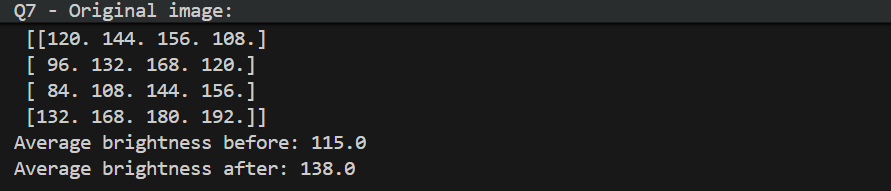 Q7 - Original image:
[[120. 144. 156. 108.]
[ 96. 132. 168. 120.]
[ 84. 108. 144. 156.]
[132. 168. 180. 192.]]
Average brightness before: 115.0
Average brightness after: 138.0